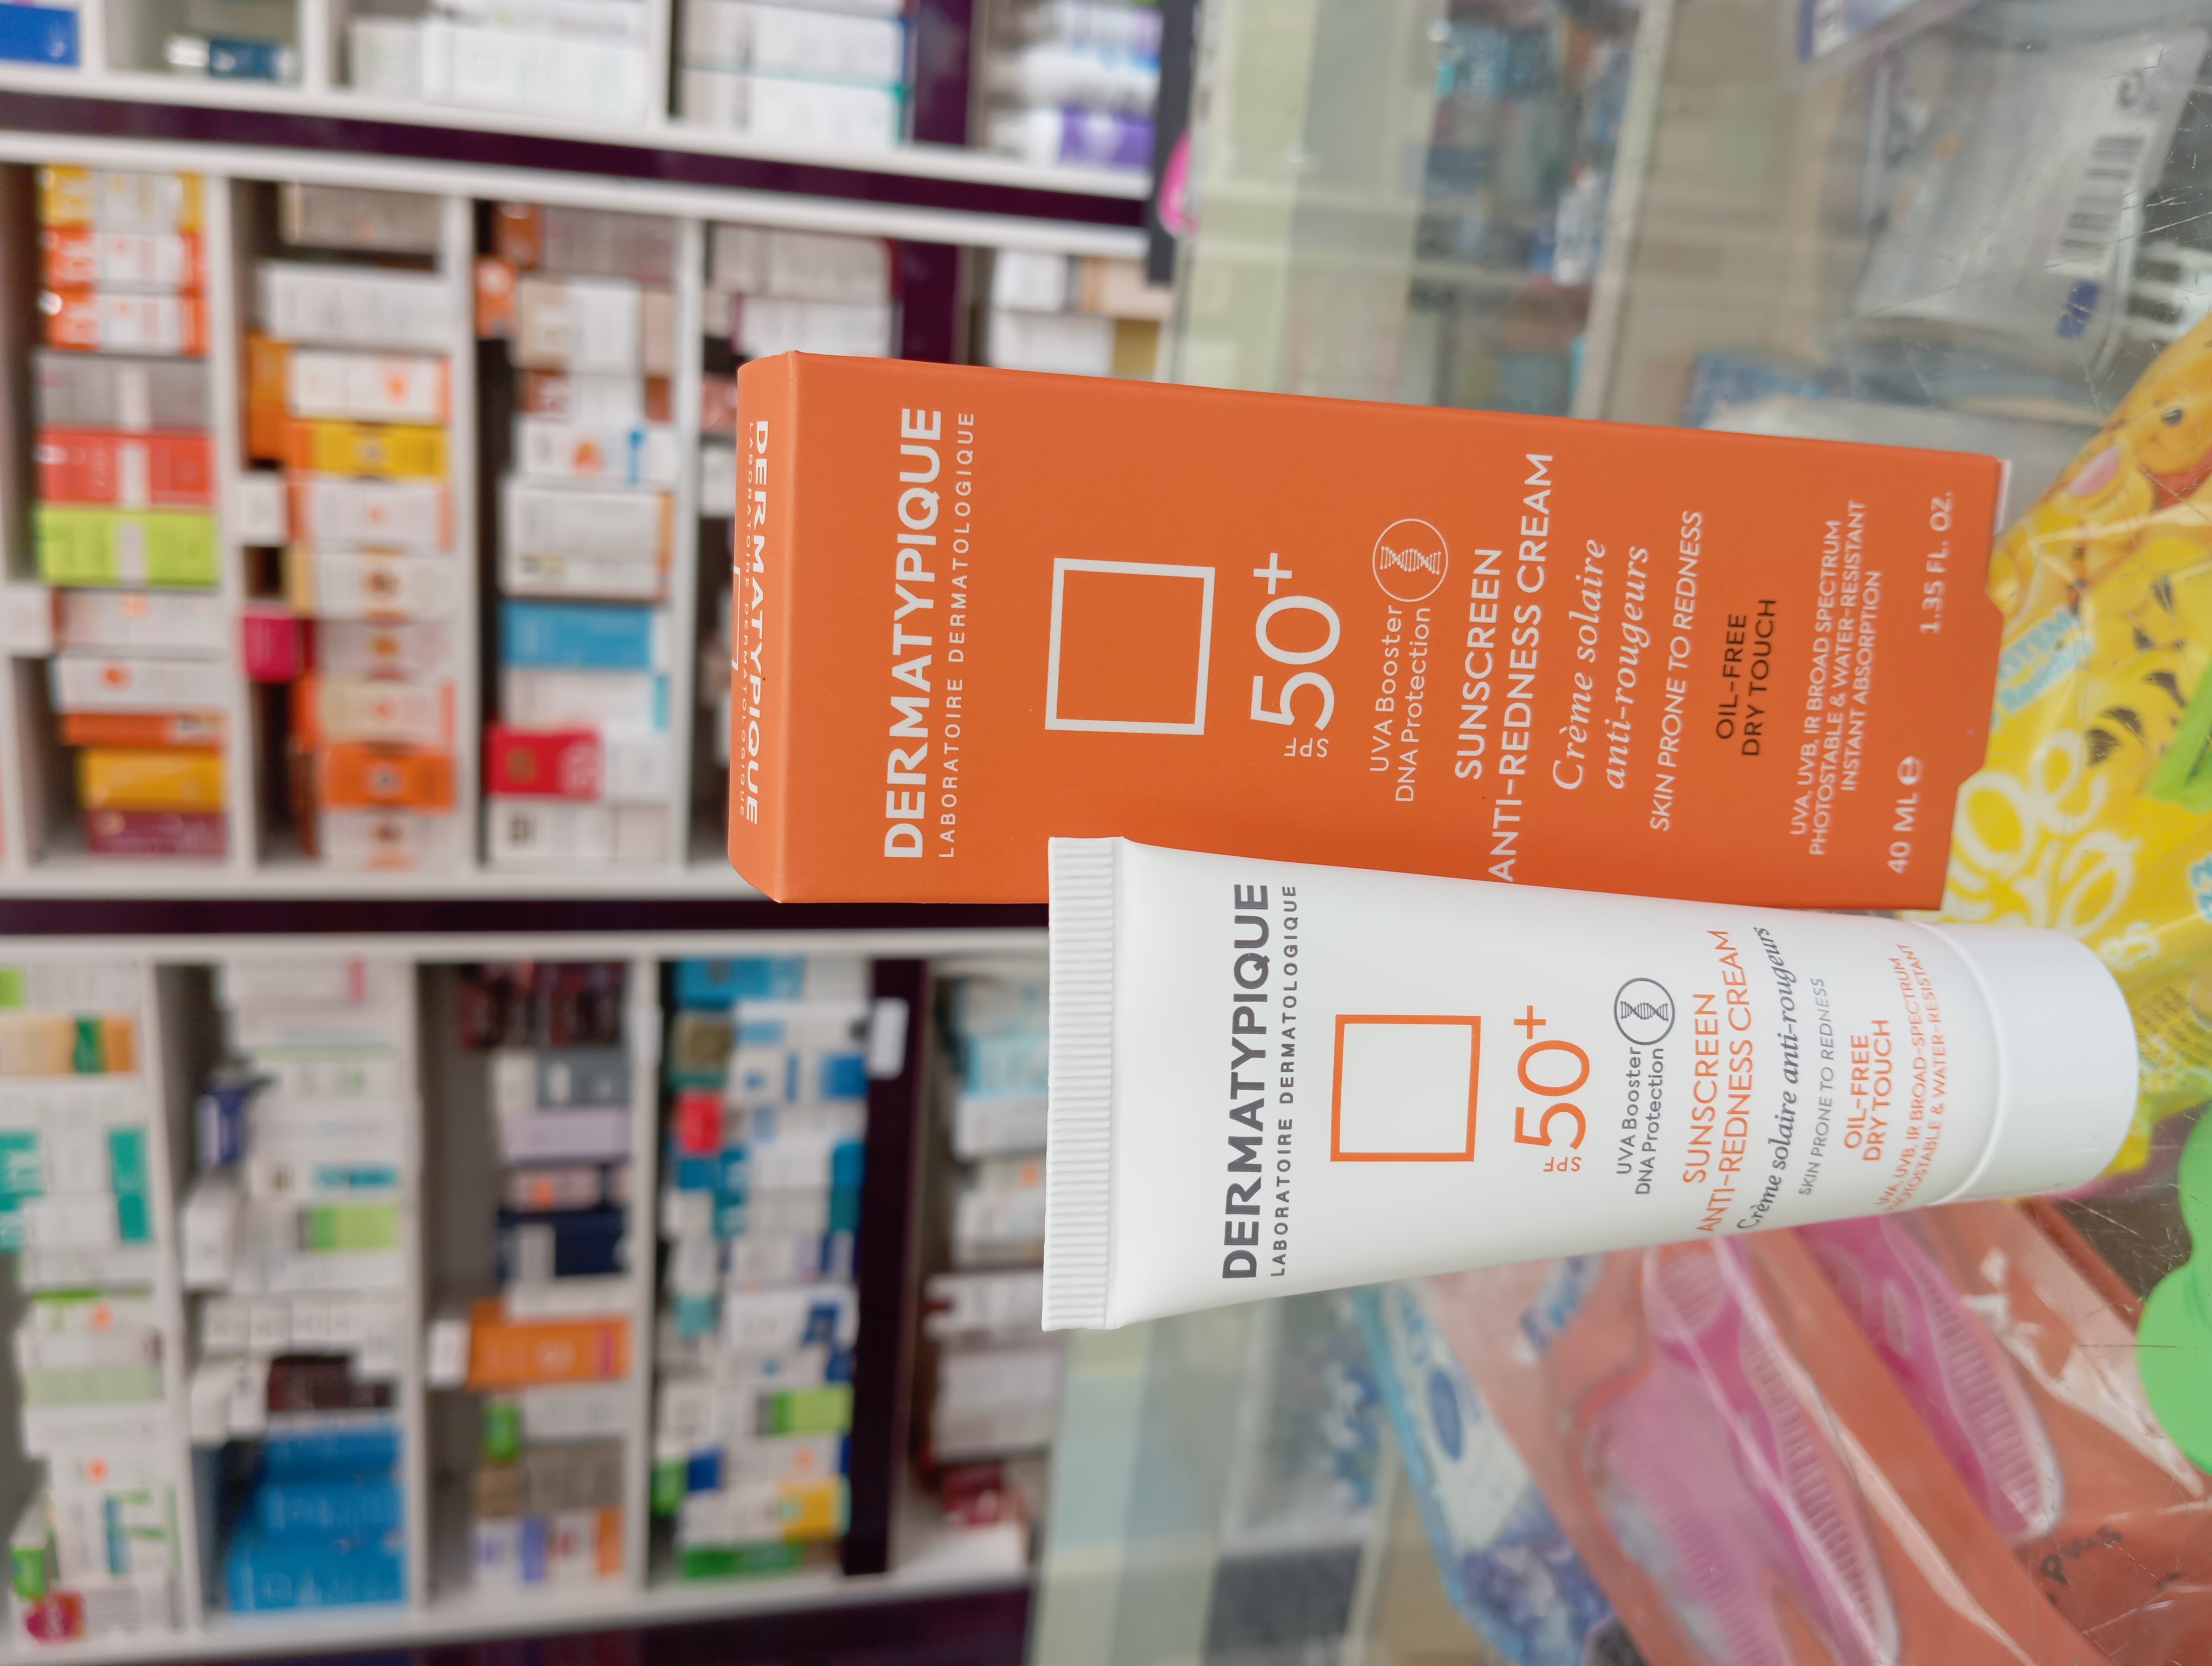 DERMATYPIQUE
LABORATOIRE DERMATOLOGIQUE
DERMATYPIQUE
LABORATOIRE DERMATOLOGIQUE
SPF 50+
UVA Booster
DNA Protection
SUNSCREEN
ANTI-REDNESS CREAM
Crème solaire
anti-rougeurs
SKIN PRONE TO REDNESS
OIL-FREE
DRY TOUCH
UVA, UVB, IR BROAD SPECTRUM
PHOTOSTABLE & WATER-RESISTANT
INSTANT ABSORPTION
40 ML e 1.35 FL. OZ.
DERMATYPIQUE
LABORATOIRE DERMATOLOGIQUE
SPF 50+
UVA Booster
DNA Protection
SUNSCREEN
ANTI-REDNESS CREAM
Crème solaire anti-rougeurs
SKIN PRONE TO REDNESS
OIL-FREE
DRY TOUCH
UVA, UVB, IR BROAD-SPECTRUM
PHOTOSTABLE & WATER-RESISTANT